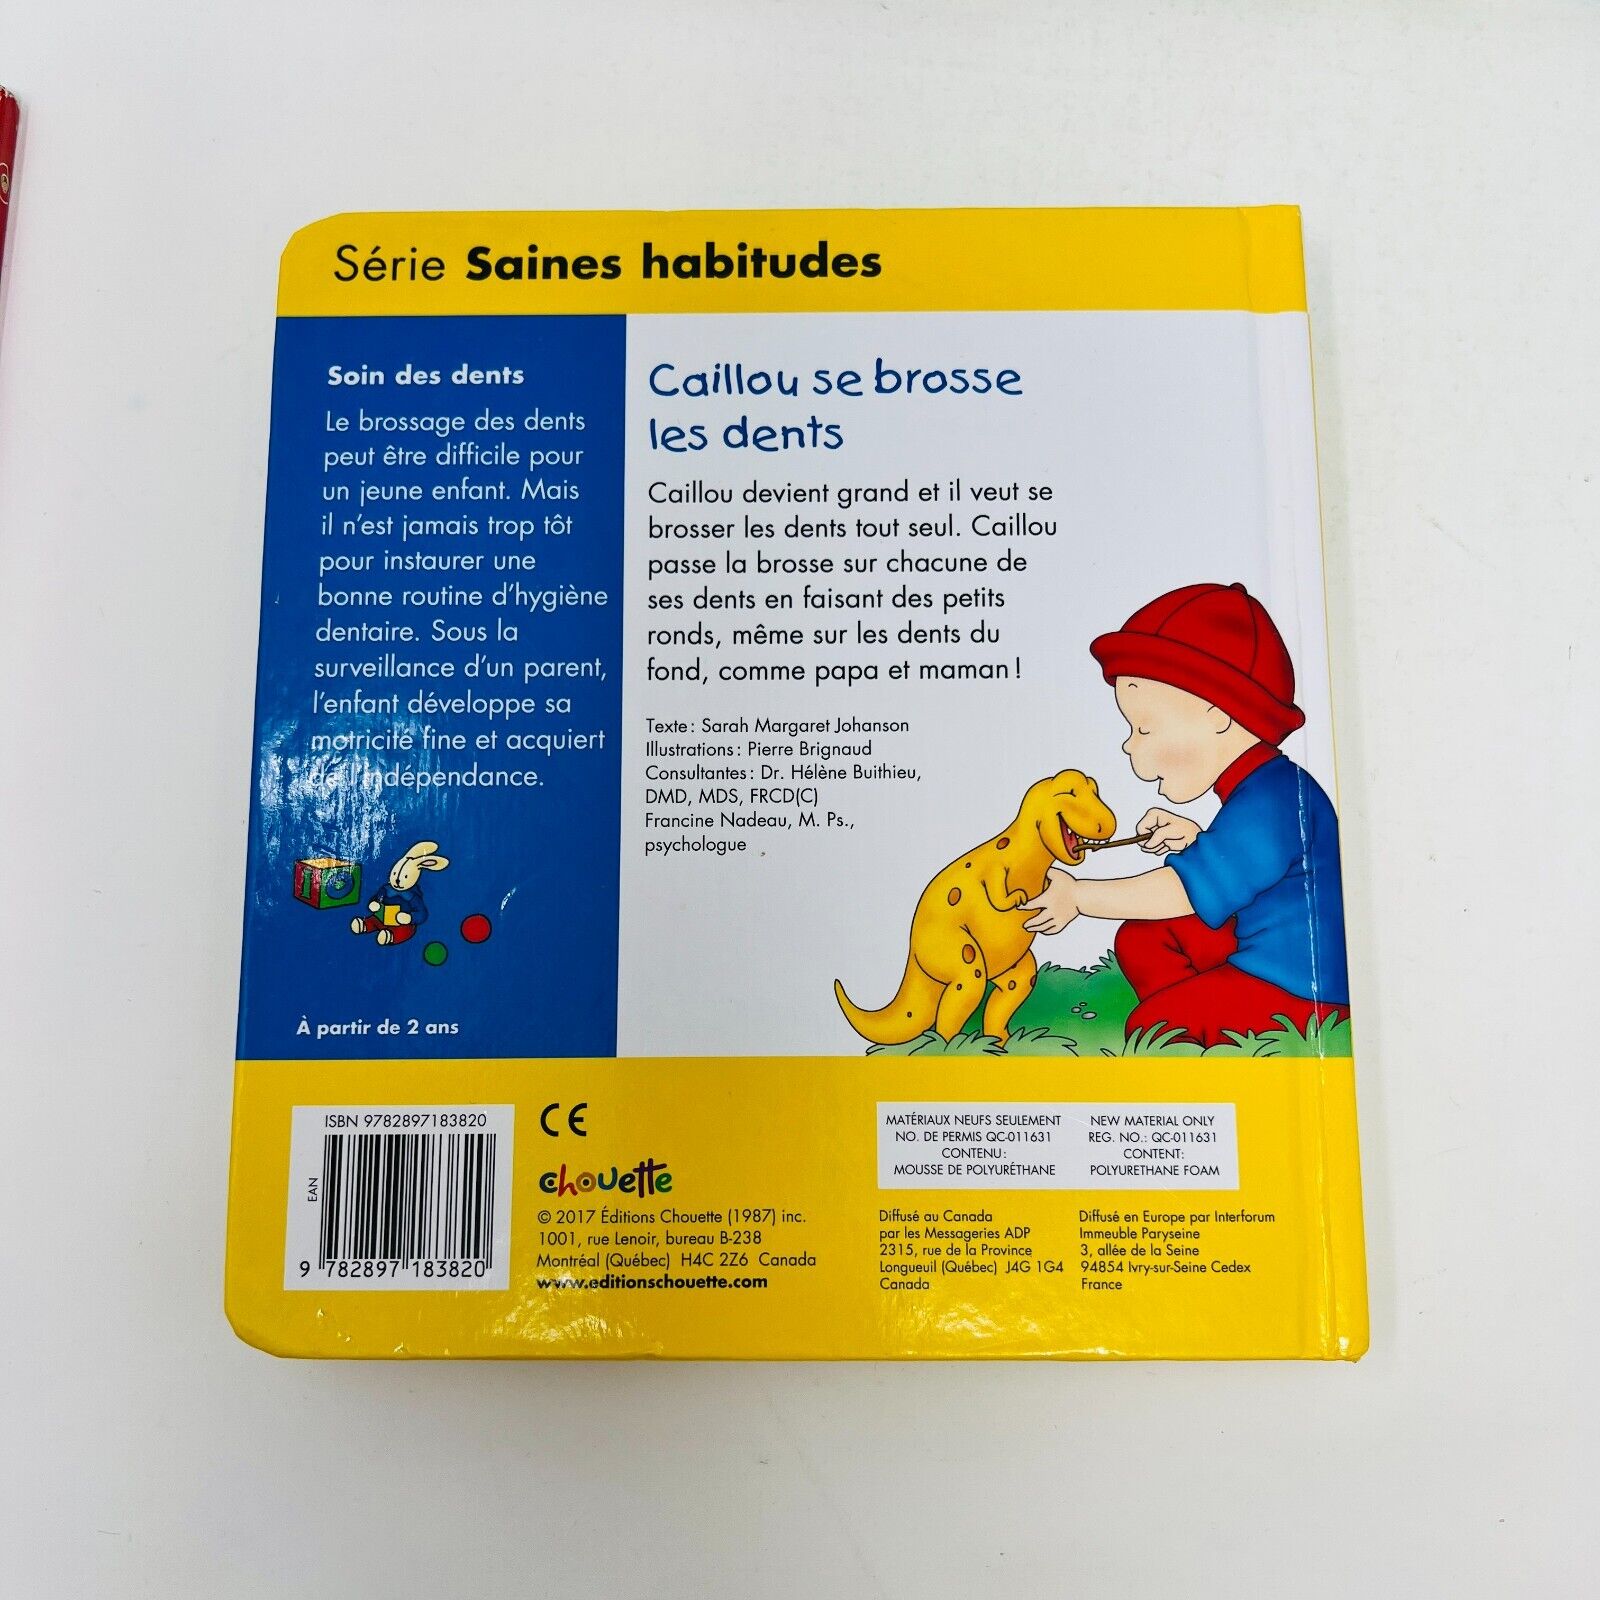 Série Saines habitudes
Soin des dents
Le brossage des dents
peut être difficile pour
un jeune enfant. Mais
il n'est jamais trop tôt
pour instaurer une
bonne routine d'hygiène
dentaire. Sous la
surveillance d'un parent,
l'enfant développe sa
motricité fine et acquiert
de l'indépendance.
À partir de 2 ans
Caillou se brosse
les dents
Caillou devient grand et il veut se
brosser les dents tout seul. Caillou
passe la brosse sur chacune de
ses dents en faisant des petits
ronds, même sur les dents du
fond, comme papa et maman !
Texte : Sarah Margaret Johanson
Illustrations : Pierre Brignaud
Consultantes : Dr. Hélène Buithieu,
DMD, MDS, FRCD(C)
Francine Nadeau, M. Ps.,
psychologue
ISBN 9782897183820
EAN
9 782897 183820
CE
chouette
© 2017 Éditions Chouette (1987) inc.
1001, rue Lenoir, bureau B-238
Montréal (Québec) H4C 2Z6 Canada
www.editionschouette.com
MATÉRIAUX NEUFS SEULEMENT
NO. DE PERMIS QC-011631
CONTENU :
MOUSSE DE POLYURÉTHANE
NEW MATERIAL ONLY
REG. NO.: QC-011631
CONTENT:
POLYURETHANE FOAM
Diffusé au Canada
par les Messageries ADP
2315, rue de la Province
Longueuil (Québec) J4G 1G4
Canada
Diffusé en Europe par Interforum
Immeuble Paryseine
3, allée de la Seine
94854 Ivry-sur-Seine Cedex
France